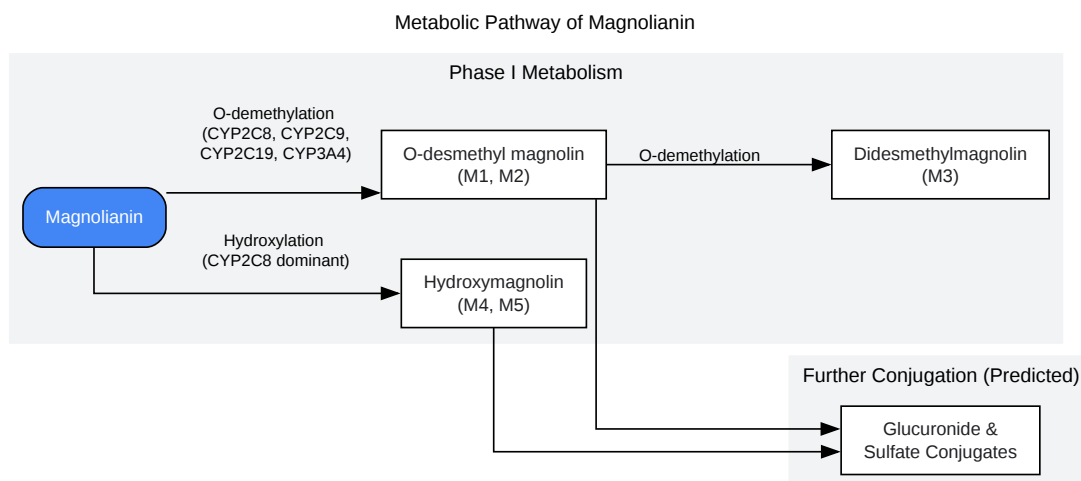 Metabolic Pathway of Magnolianin
Phase I Metabolism
O-demethylation
(CYP2C8, CYP2C9,
CYP2C19, CYP3A4)
O-desmethyl magnolin
(M1, M2)
O-demethylation
Didesmethylmagnolin
(M3)
Magnolianin
Hydroxylation
(CYP2C8 dominant)
Hydroxymagnolin
(M4, M5)
Further Conjugation (Predicted)
Glucuronide &
Sulfate Conjugates